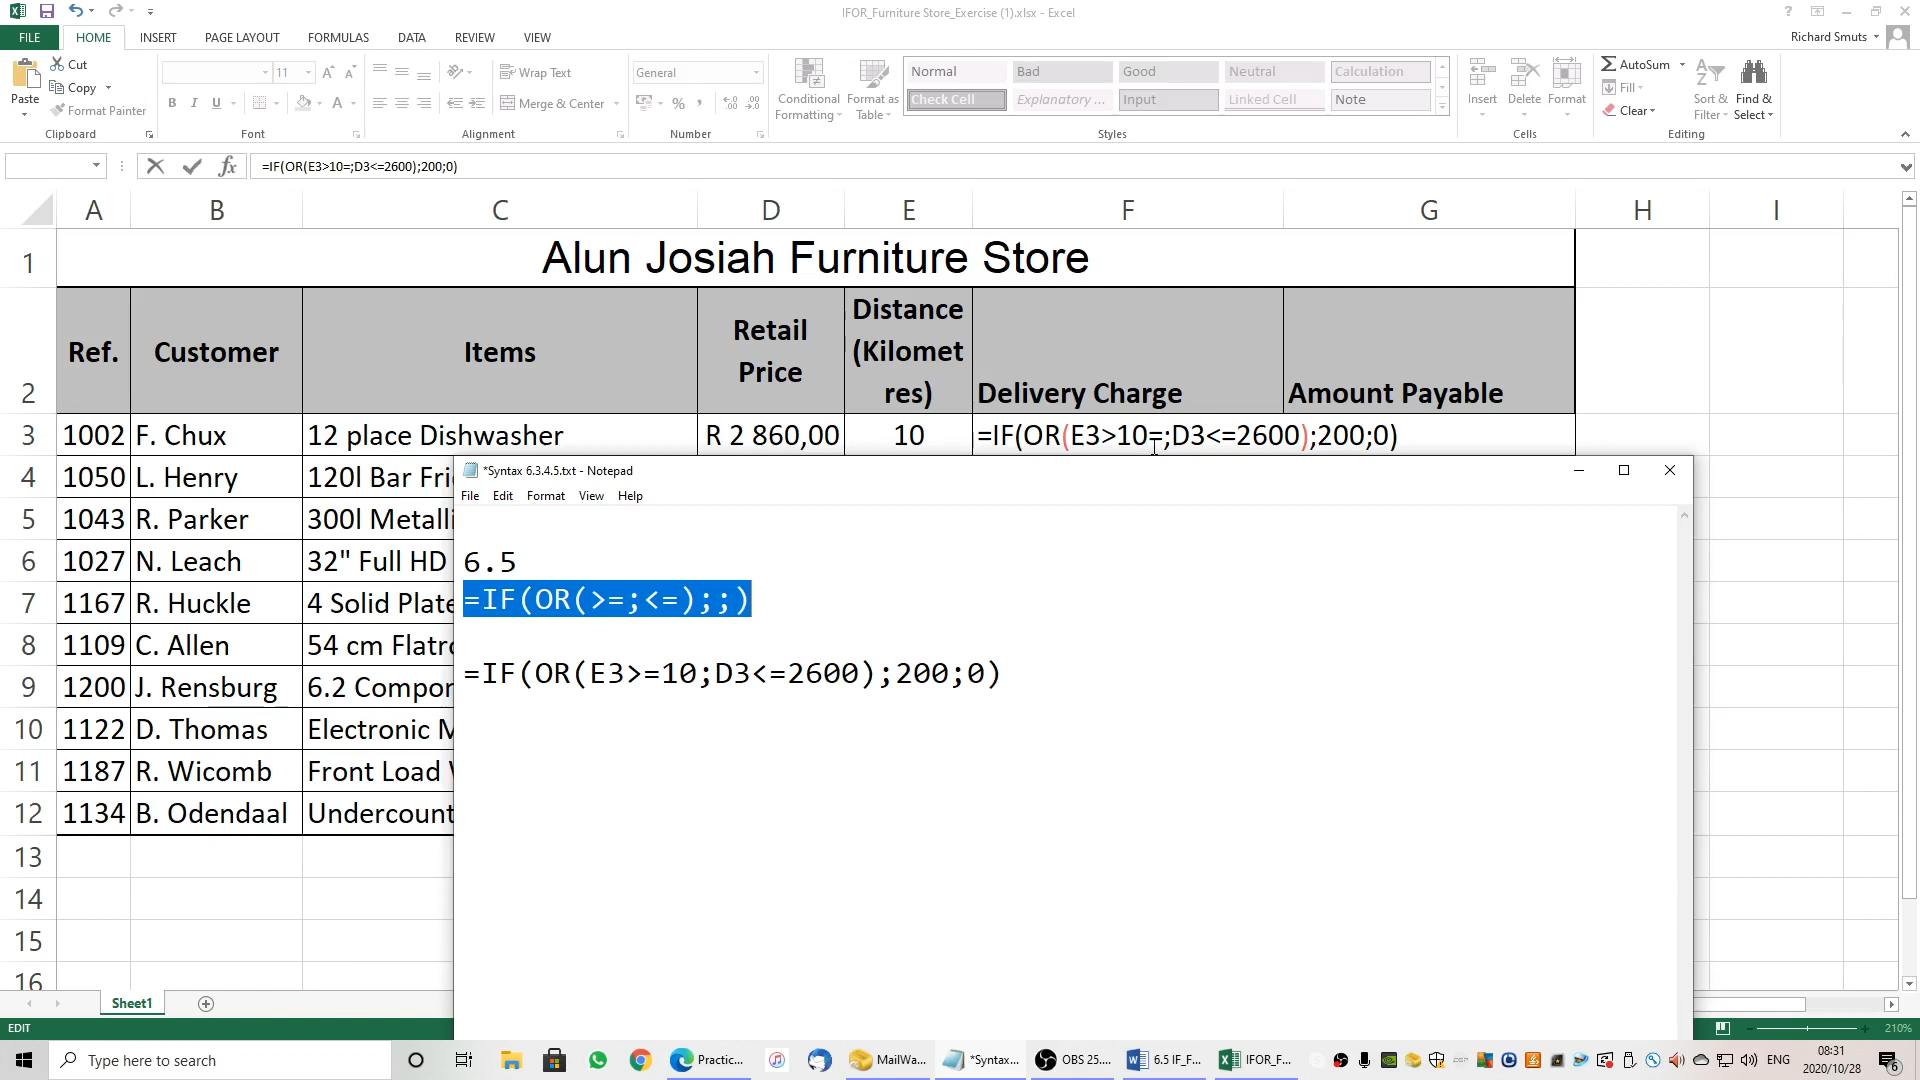 IFOR_Furniture Store_Exercise (1).xlsx - Excel
FILE HOME INSERT PAGE LAYOUT FORMULAS DATA REVIEW VIEW Richard Smuts
Paste Cut Copy Format Painter
Clipboard
11
B I U A
Font
Wrap Text
Merge & Center
Alignment
General
%
Number
Conditional Formatting
Format as Table
Normal Bad Good Neutral Calculation
Check Cell Explanatory ... Input Linked Cell Note
Styles
Insert Delete Format
Cells
AutoSum
Fill
Clear
Sort & Filter
Find & Select
Editing
fx =IF(OR(E3>10=;D3<=2600);200;0)
A B C D E F G H I
1 Alun Josiah Furniture Store
2 Ref. Customer Items Retail Price Distance (Kilomet res) Delivery Charge Amount Payable
3 1002 F. Chux 12 place Dishwasher R 2 860,00 10 =IF(OR(E3>10=;D3<=2600);200;0)
4 1050 L. Henry 120l Bar Fri
5 1043 R. Parker 300l Metalli
6 1027 N. Leach 32" Full HD
7 1167 R. Huckle 4 Solid Plate
8 1109 C. Allen 54 cm Flatr
9 1200 J. Rensburg 6.2 Compor
10 1122 D. Thomas Electronic M
11 1187 R. Wicomb Front Load
12 1134 B. Odendaal Undercount
13
14
15
16
*Syntax 6.3.4.5.txt - Notepad
File Edit Format View Help
6.5
=IF(OR(>=;<=);;)
=IF(OR(E3>=10;D3<=2600);200;0)
Sheet1
EDIT 210%
Type here to search
Practic... MailWa... *Syntax... OBS 25.... 6.5 IF_F... IFOR_F...
ENG
08:31
2020/10/28
6